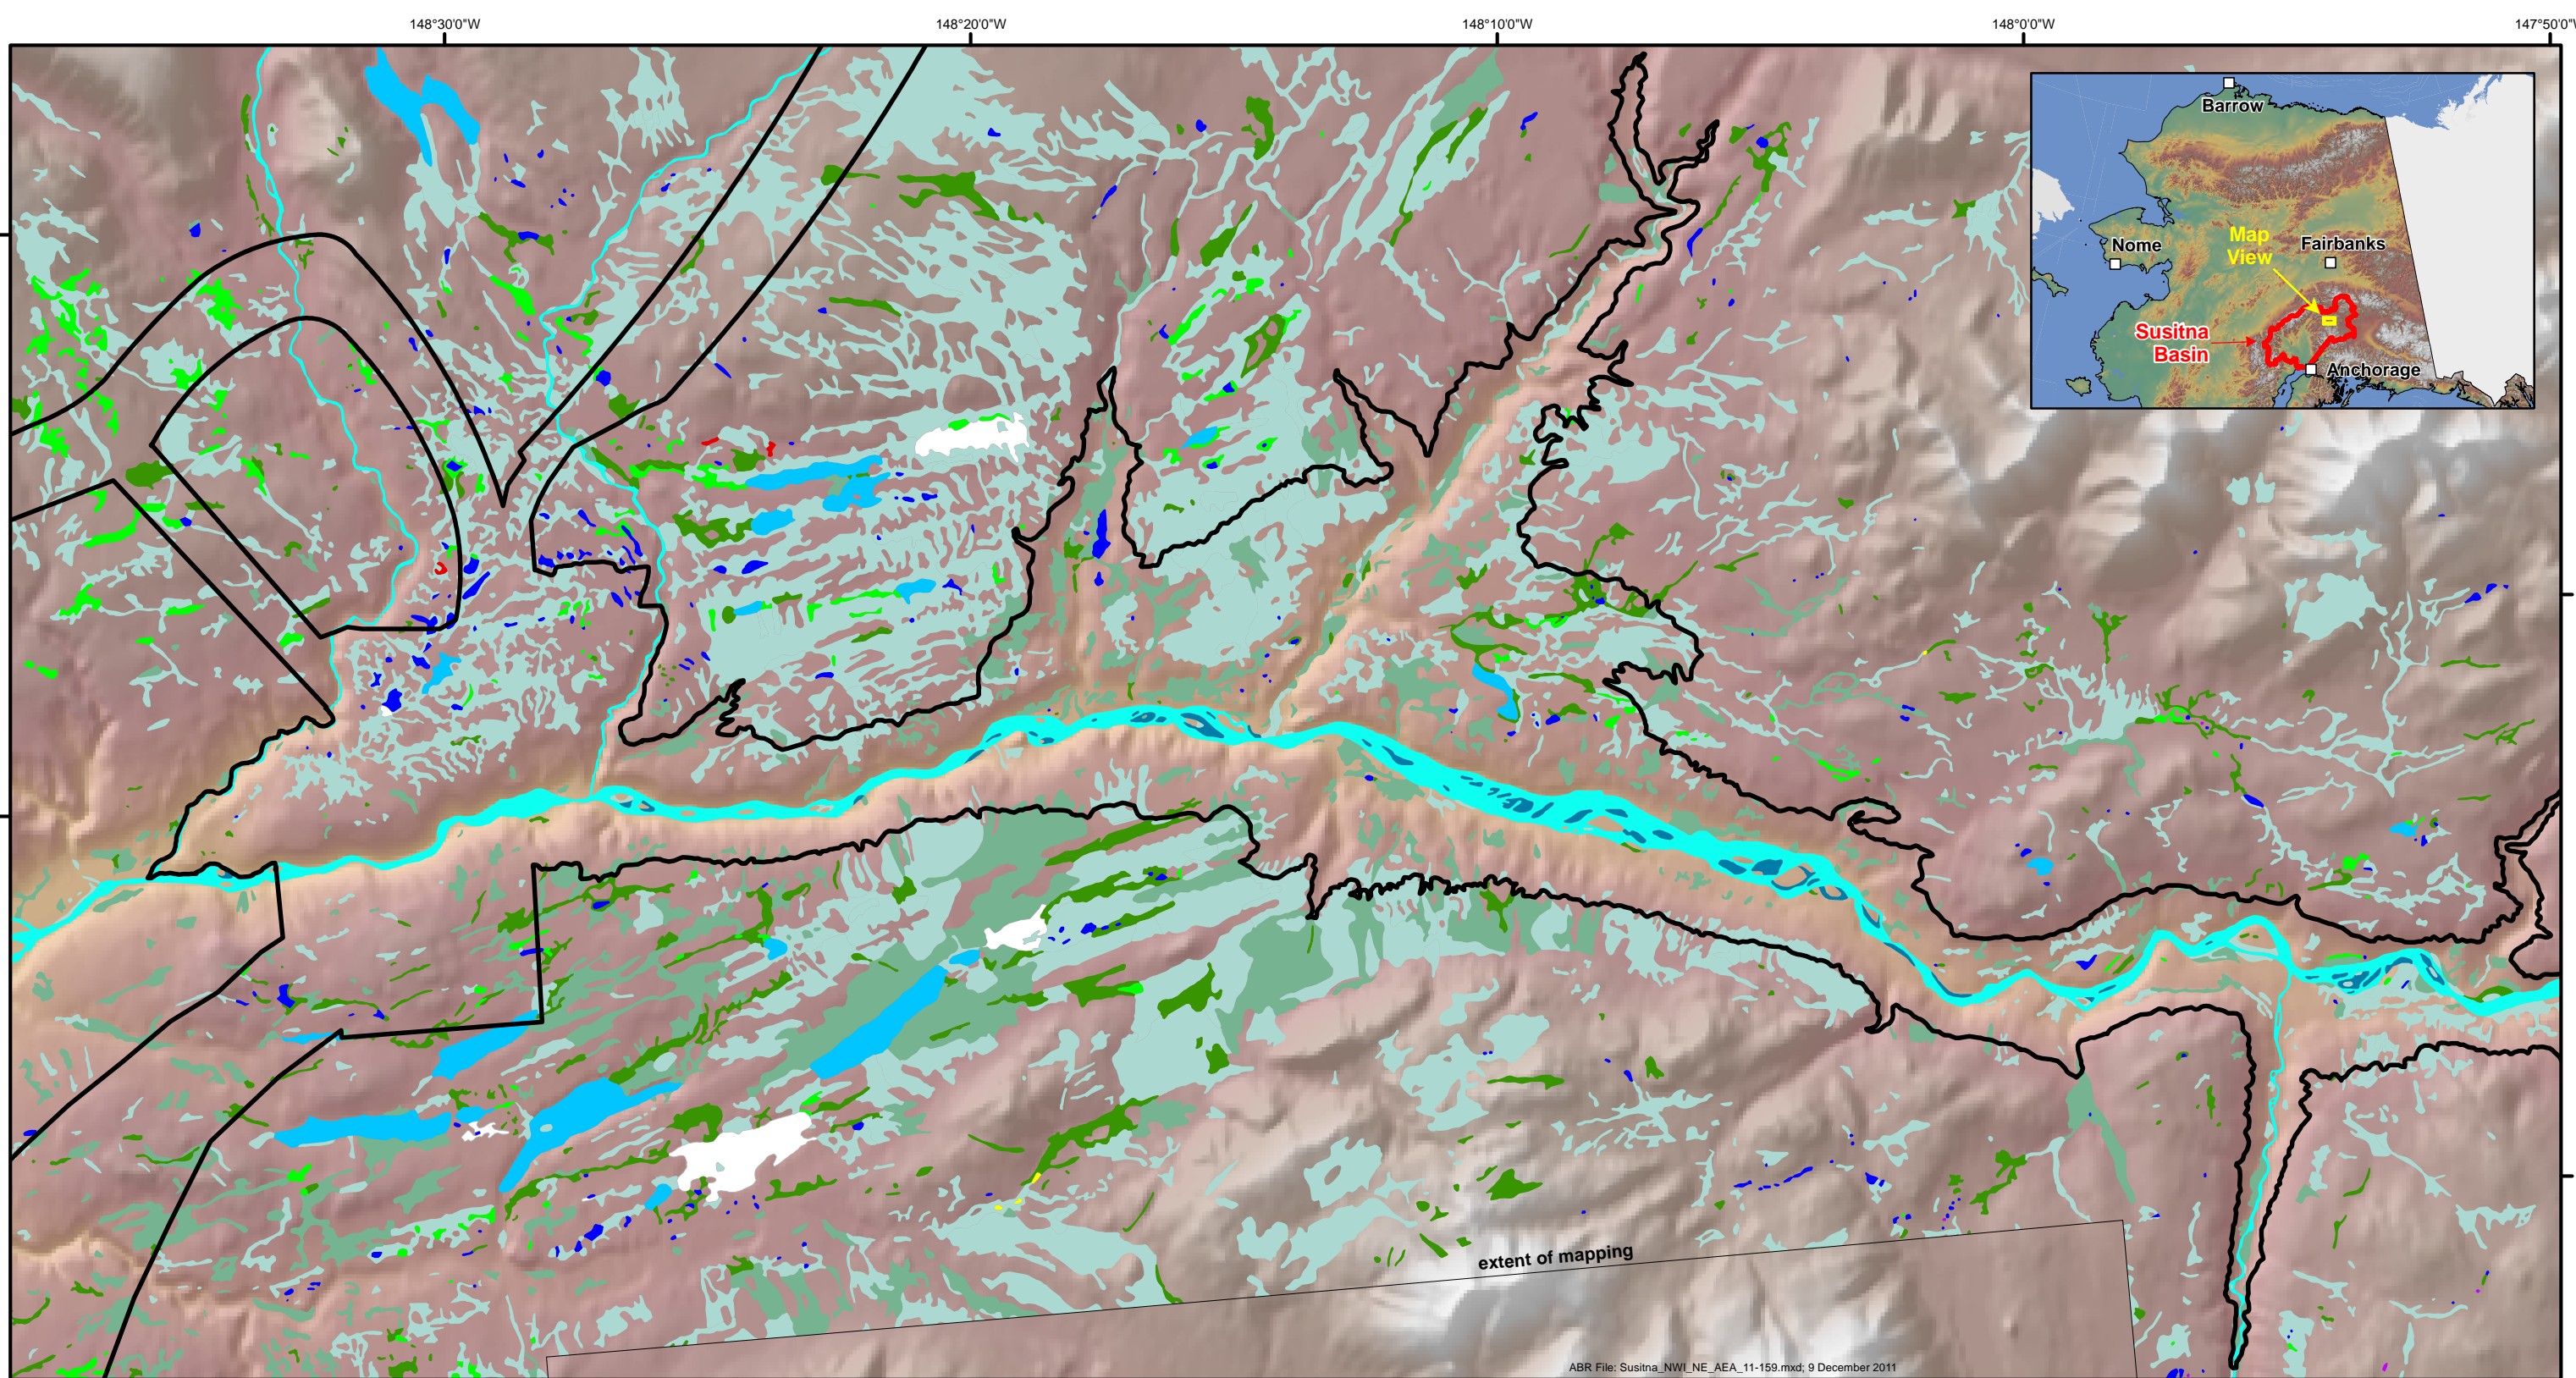 148°30'0"W
148°20'0"W
148°10'0"W
148°0'0"W
147°50'0"W
Barrow
Nome
Map
View
Fairbanks
Susitna
Basin
Anchorage
extent of mapping
ABR File: Susitna_NWI_NE_AEA_11-159.mxd; 9 December 2011